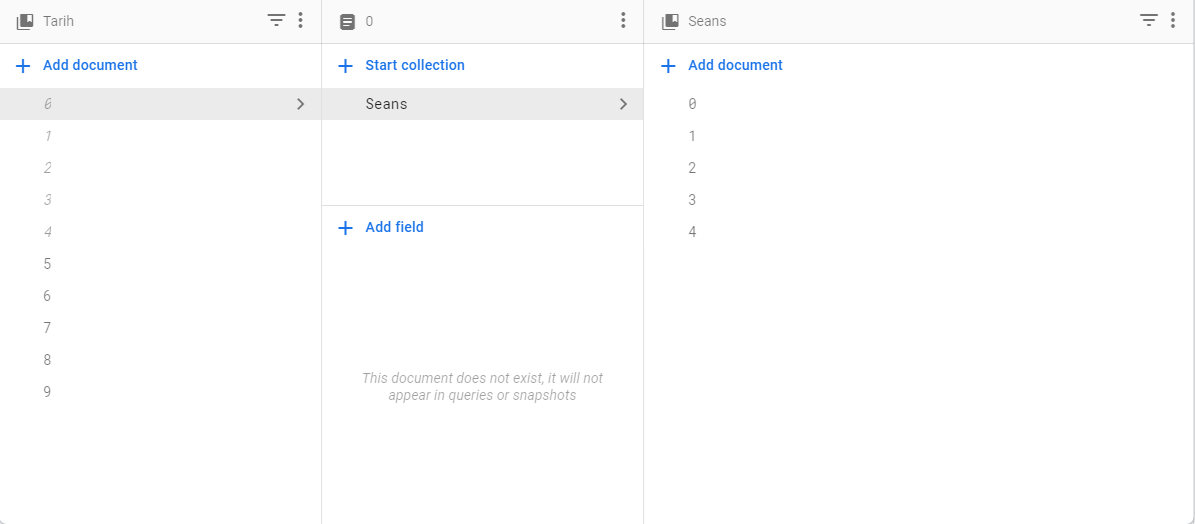 Tarih
Add document
0
1
2
3
4
5
6
7
8
9
0
Start collection
Seans
Add field
This document does not exist, it will not
appear in queries or snapshots
Seans
Add document
0
1
2
3
4